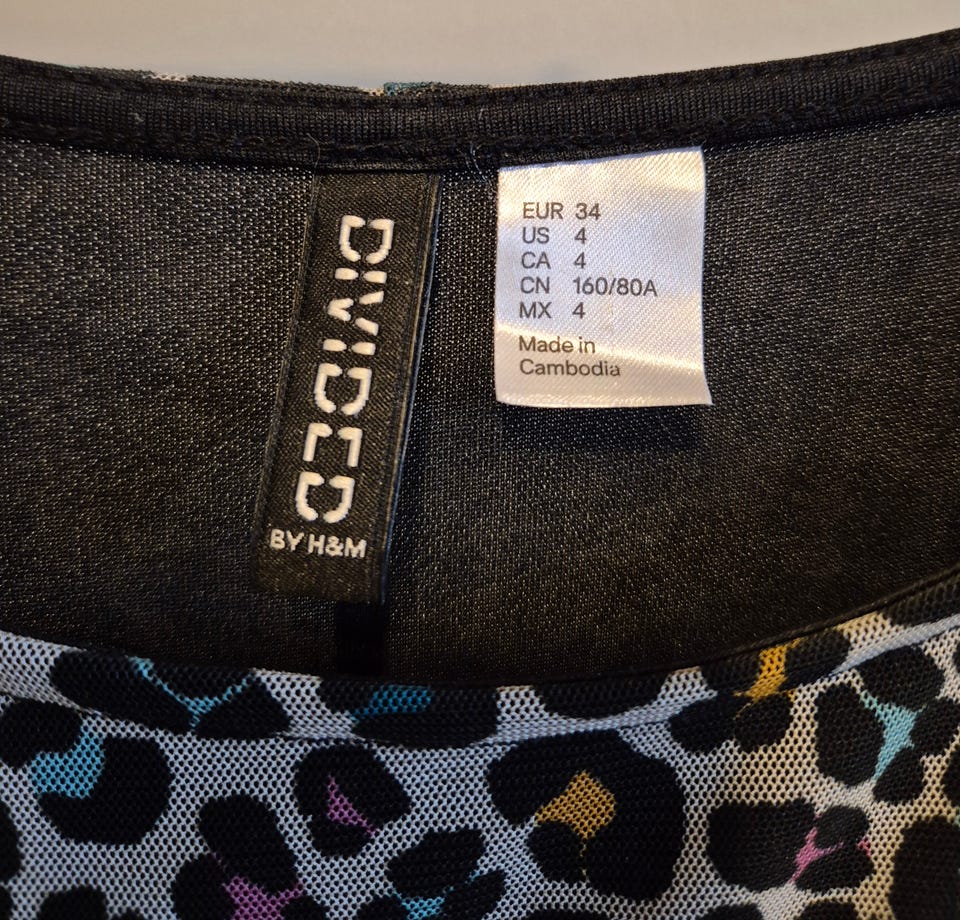 DIVIDED
BY H&M
EUR 34
US 4
CA 4
CN 160/80A
MX 4
Made in
Cambodia